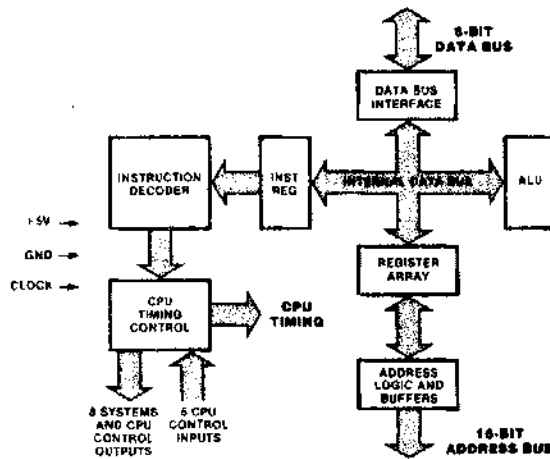 8-BIT
DATA BUS
DATA BUS
INTERFACE
INSTRUCTION
DECODER
INST
REG
INTERNAL DATA BUS
ALU
+5V
GND
CLOCK
REGISTER
ARRAY
CPU
TIMING
CONTROL
CPU
TIMING
ADDRESS
LOGIC AND
BUFFERS
8 SYSTEMS
AND CPU
CONTROL
OUTPUTS
5 CPU
CONTROL
INPUTS
16-BIT
ADDRESS BUS